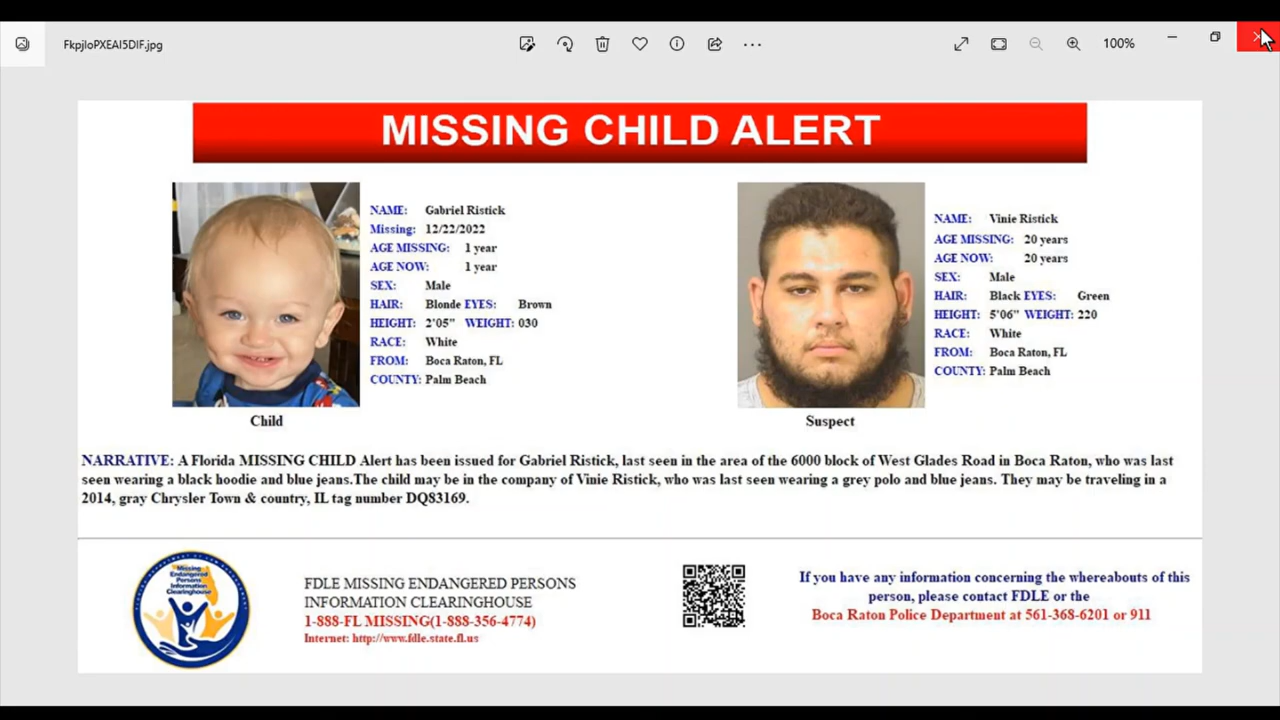 FkpjloPXEAI5DIF.jpg
100%
MISSING CHILD ALERT
NAME: Gabriel Ristick
Missing: 12/22/2022
AGE MISSING: 1 year
AGE NOW: 1 year
SEX: Male
HAIR: Blonde EYES: Brown
HEIGHT: 2'05" WEIGHT: 030
RACE: White
FROM: Boca Raton, FL
COUNTY: Palm Beach
Child
NAME: Vinie Ristick
AGE MISSING: 20 years
AGE NOW: 20 years
SEX: Male
HAIR: Black EYES: Green
HEIGHT: 5'06" WEIGHT: 220
RACE: White
FROM: Boca Raton, FL
COUNTY: Palm Beach
Suspect
NARRATIVE: A Florida MISSING CHILD Alert has been issued for Gabriel Ristick, last seen in the area of the 6000 block of West Glades Road in Boca Raton, who was last
seen wearing a black hoodie and blue jeans.The child may be in the company of Vinie Ristick, who was last seen wearing a grey polo and blue jeans. They may be traveling in a
2014, gray Chrysler Town & country, IL tag number DQ83169.
Missing
Endangered
Persons
Information
Clearinghouse
FDLE MISSING ENDANGERED PERSONS
INFORMATION CLEARINGHOUSE
1-888-FL MISSING(1-888-356-4774)
Internet: http://www.fdle.state.fl.us
If you have any information concerning the whereabouts of this
person, please contact FDLE or the
Boca Raton Police Department at 561-368-6201 or 911